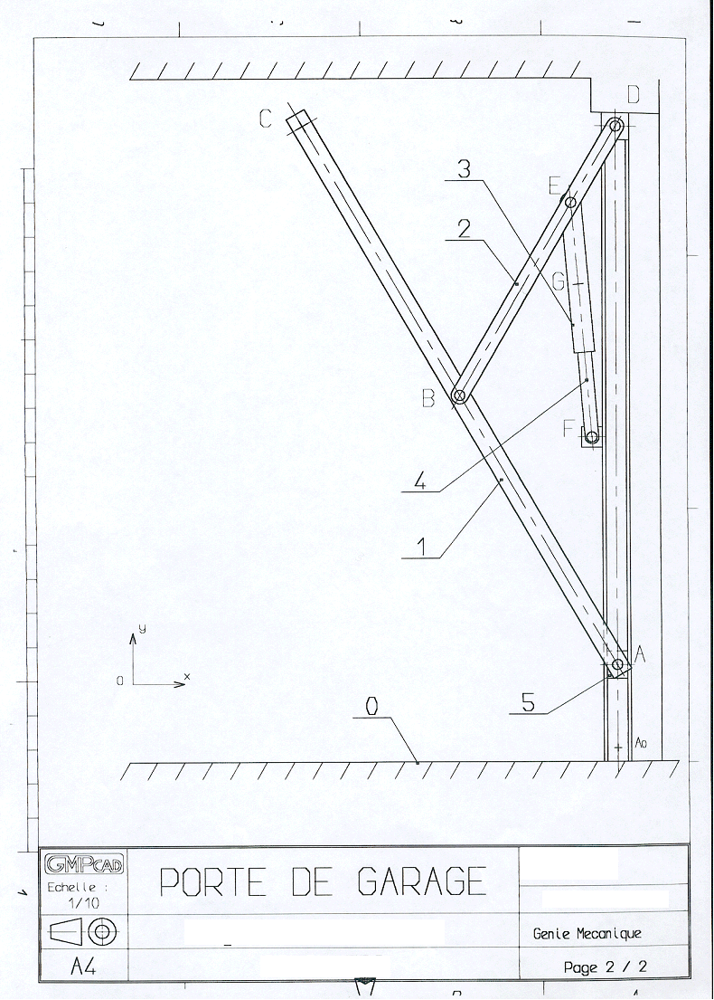 D
C
3
E
2
G
B
F
4
1
y
A
O
x
5
0
A0
GMPCAD
PORTE DE GARAGE
Echelle :
1/10
Genie Mecanique
A4
Page 2 / 2